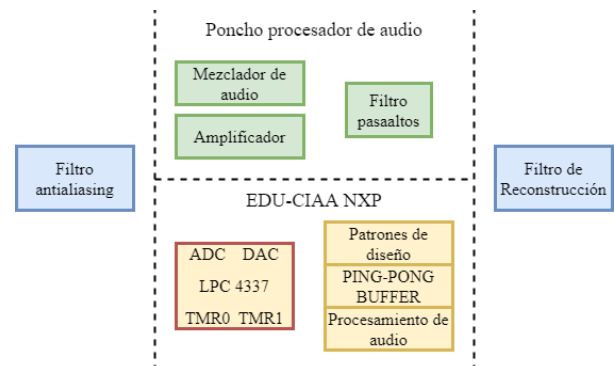 Poncho procesador de audio
Mezclador de
audio
Amplificador
Filtro
pasaaltos
Filtro
antialiasing
Filtro de
Reconstrucción
EDU-CIAA NXP
ADC DAC
LPC 4337
TMR0 TMR1
Patrones de
diseño
PING-PONG
BUFFER
Procesamiento de
audio